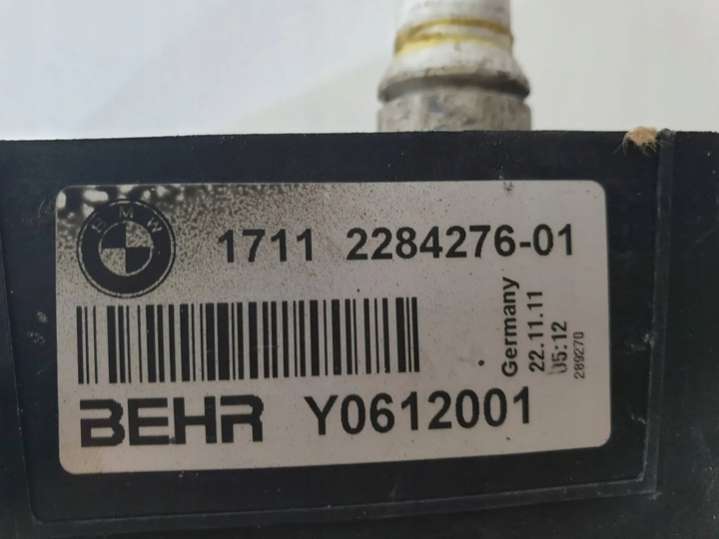 BMW
1711 2284276-01
Germany
22.11.11
05:12
289270
BEHR Y0612001